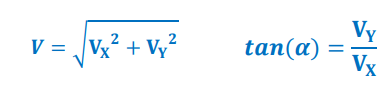 V = √(V_X² + V_Y²)    tan(α) = V_Y / V_X